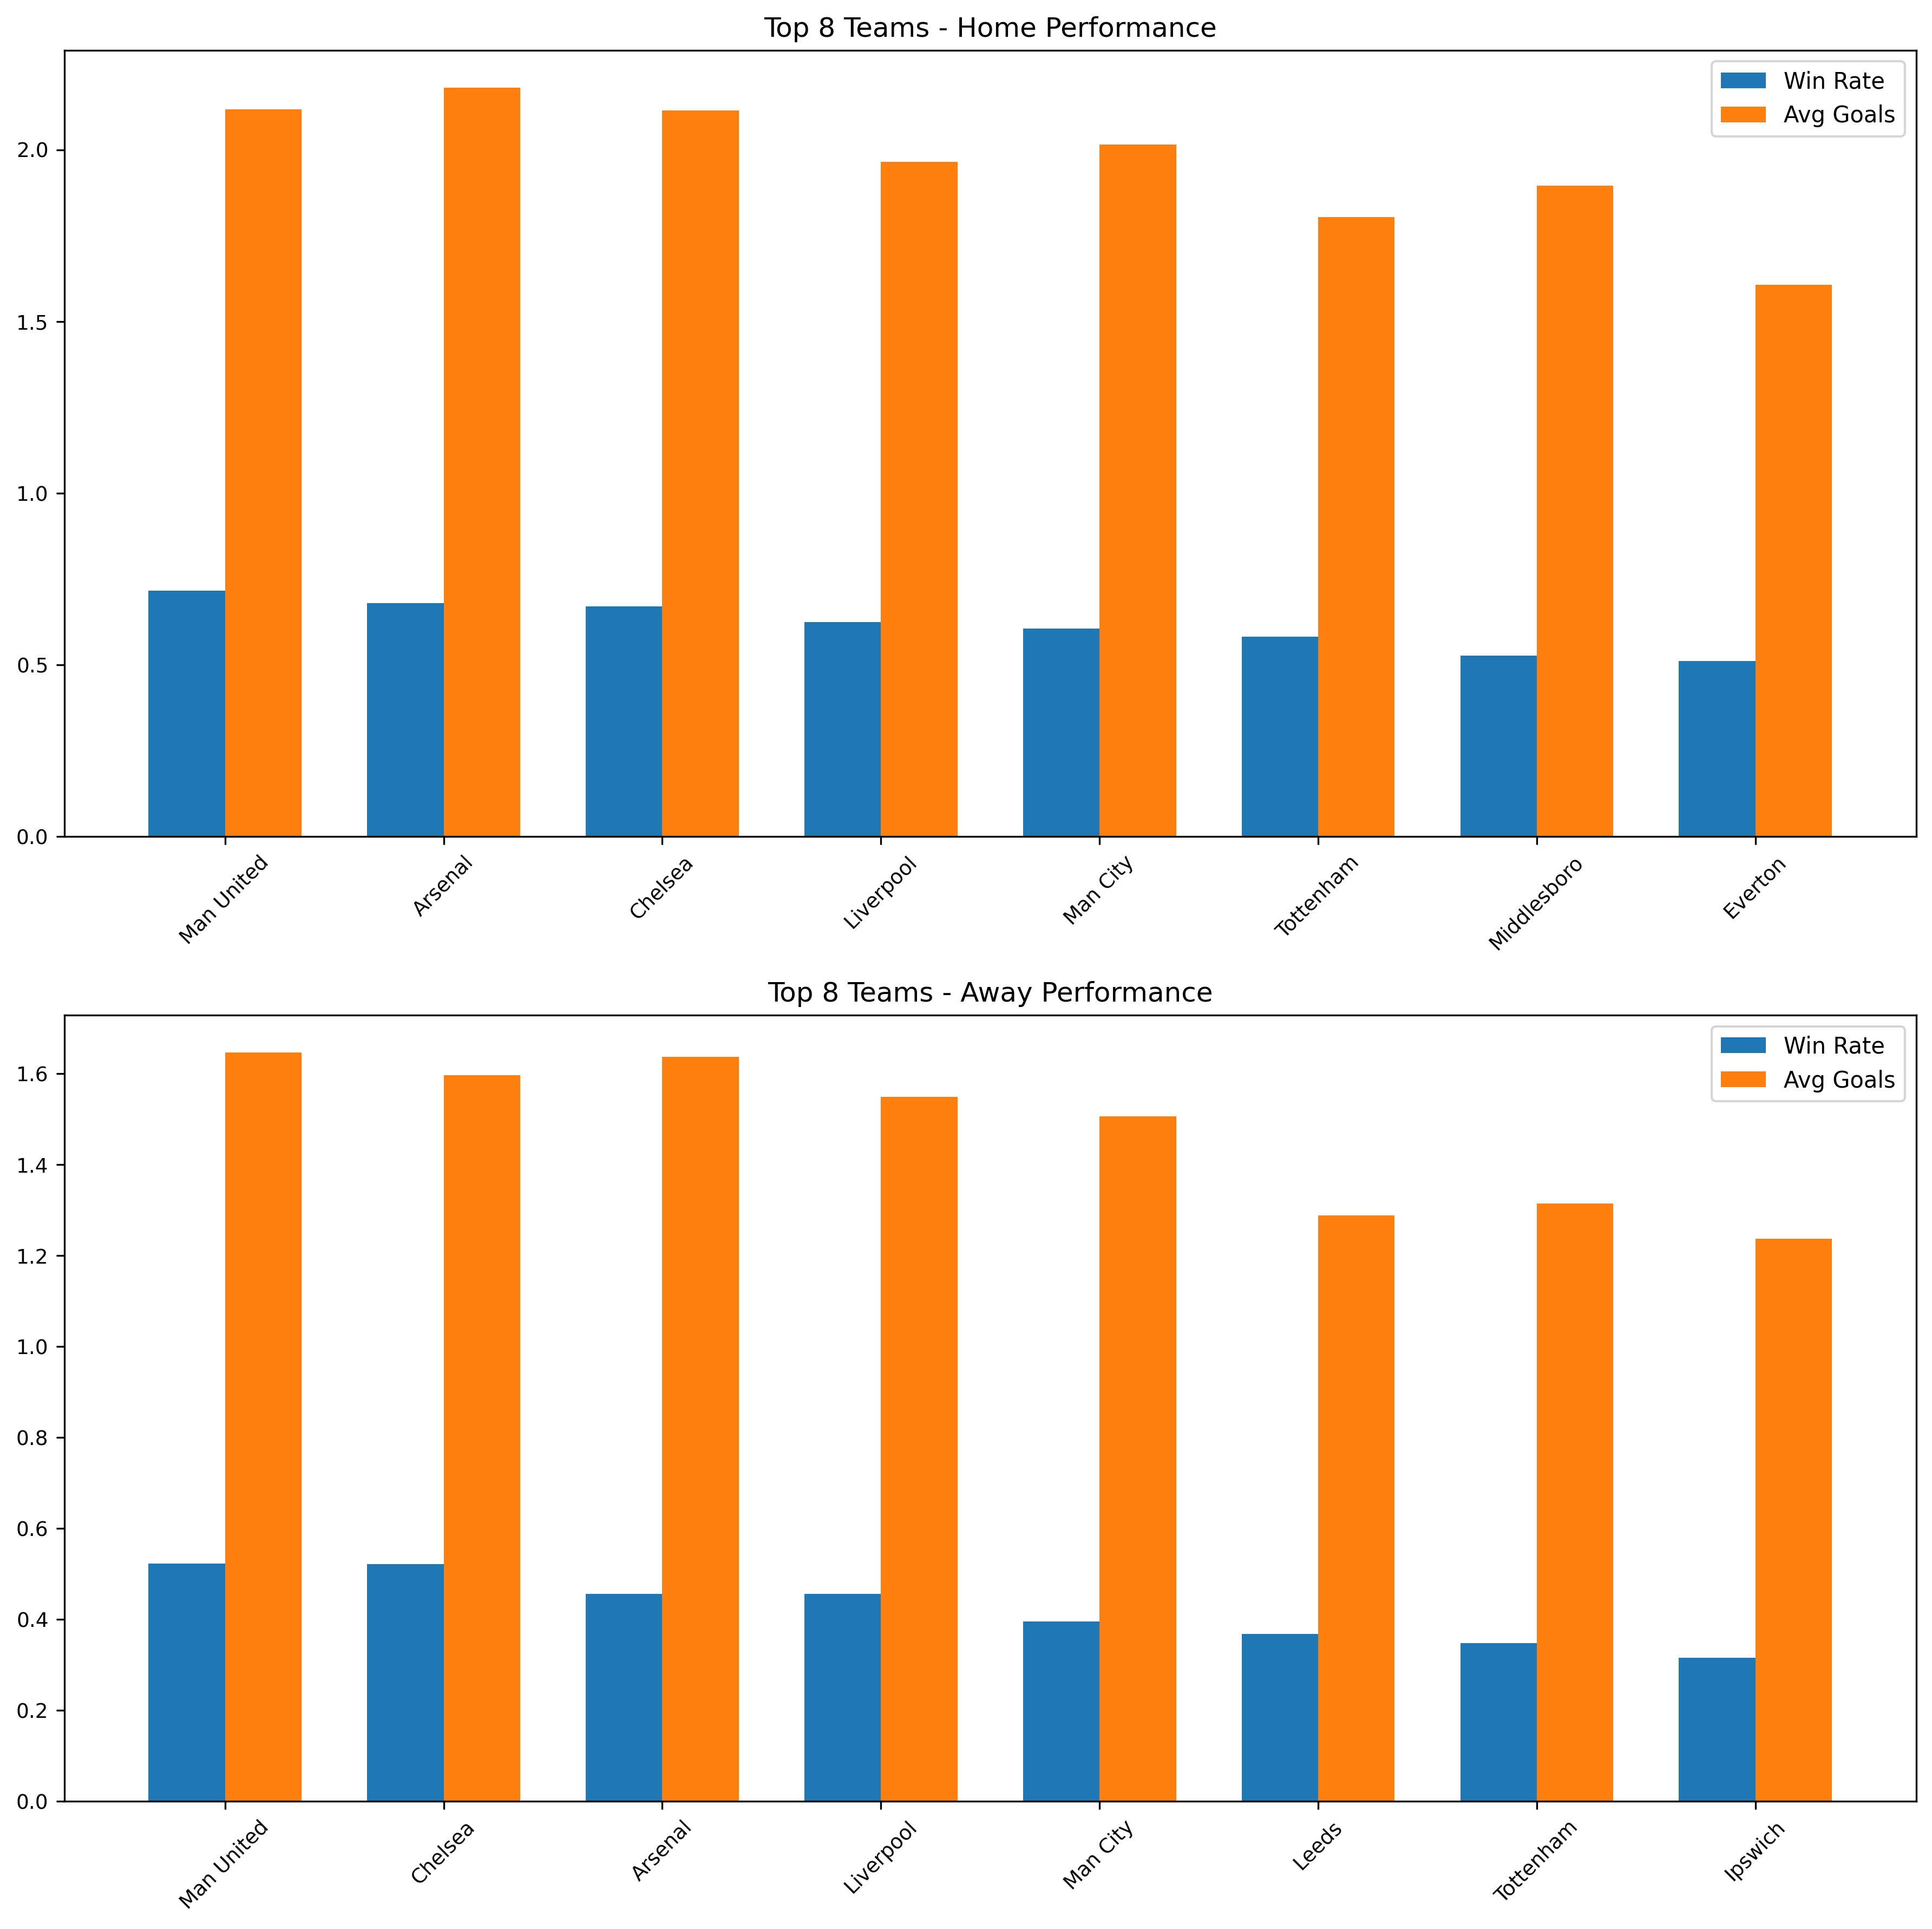 Top 8 Teams - Home Performance
Win Rate
Avg Goals
2.0
1.5
1.0
0.5
0.0
Man United
Arsenal
Chelsea
Liverpool
Man City
Tottenham
Middlesboro
Everton
Top 8 Teams - Away Performance
Win Rate
Avg Goals
1.6
1.4
1.2
1.0
0.8
0.6
0.4
0.2
0.0
Man United
Chelsea
Arsenal
Liverpool
Man City
Leeds
Tottenham
Ipswich